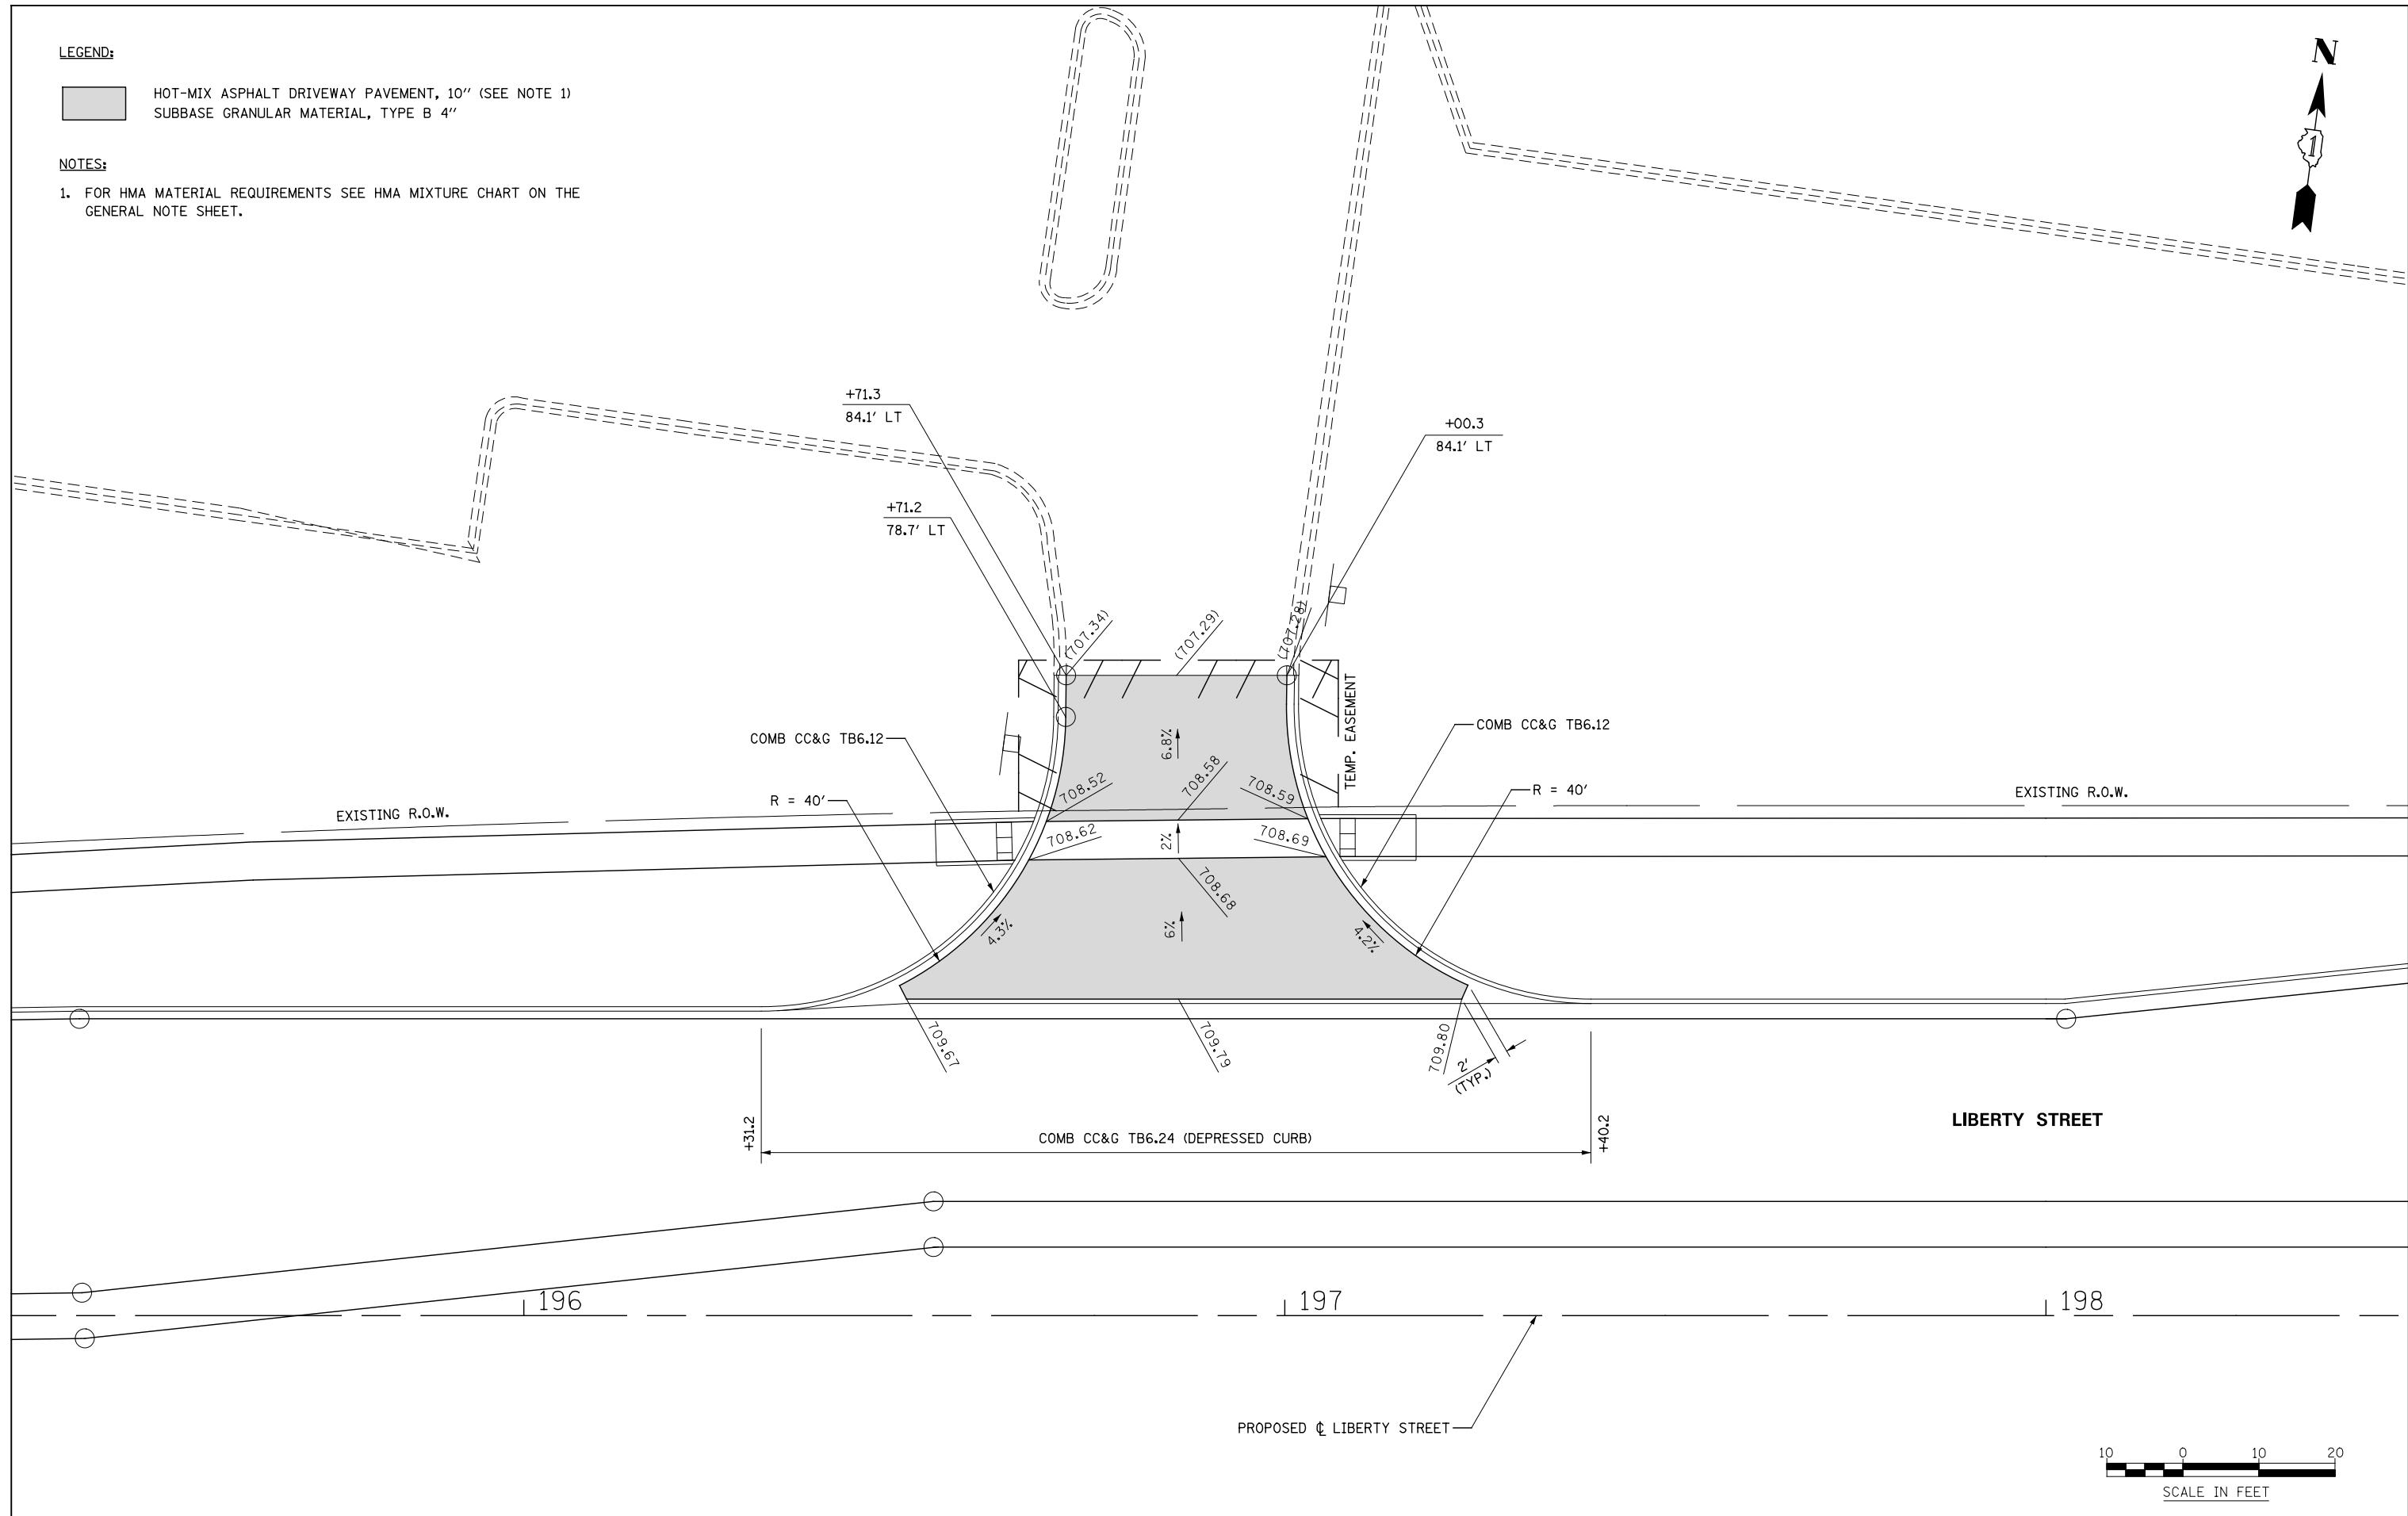 LEGEND:
HOT-MIX ASPHALT DRIVEWAY PAVEMENT, 10" (SEE NOTE 1)
SUBBASE GRANULAR MATERIAL, TYPE B 4"
NOTES:
1. FOR HMA MATERIAL REQUIREMENTS SEE HMA MIXTURE CHART ON THE
GENERAL NOTE SHEET.
N
1
+71.3
84.1' LT
+00.3
84.1' LT
+71.2
78.7' LT
(707.34)
(707.29)
(707.28)
TEMP. EASEMENT
COMB CC&G TB6.12
COMB CC&G TB6.12
6.8%
R = 40'
R = 40'
708.52
708.58
708.59
EXISTING R.O.W.
EXISTING R.O.W.
708.62
2%
708.69
708.68
4.3%
6%
4.2%
709.67
709.79
709.80
2'
(TYP.)
+31.2
COMB CC&G TB6.24 (DEPRESSED CURB)
+40.2
LIBERTY STREET
196
197
198
PROPOSED ℄ LIBERTY STREET
10 0 10 20
SCALE IN FEET